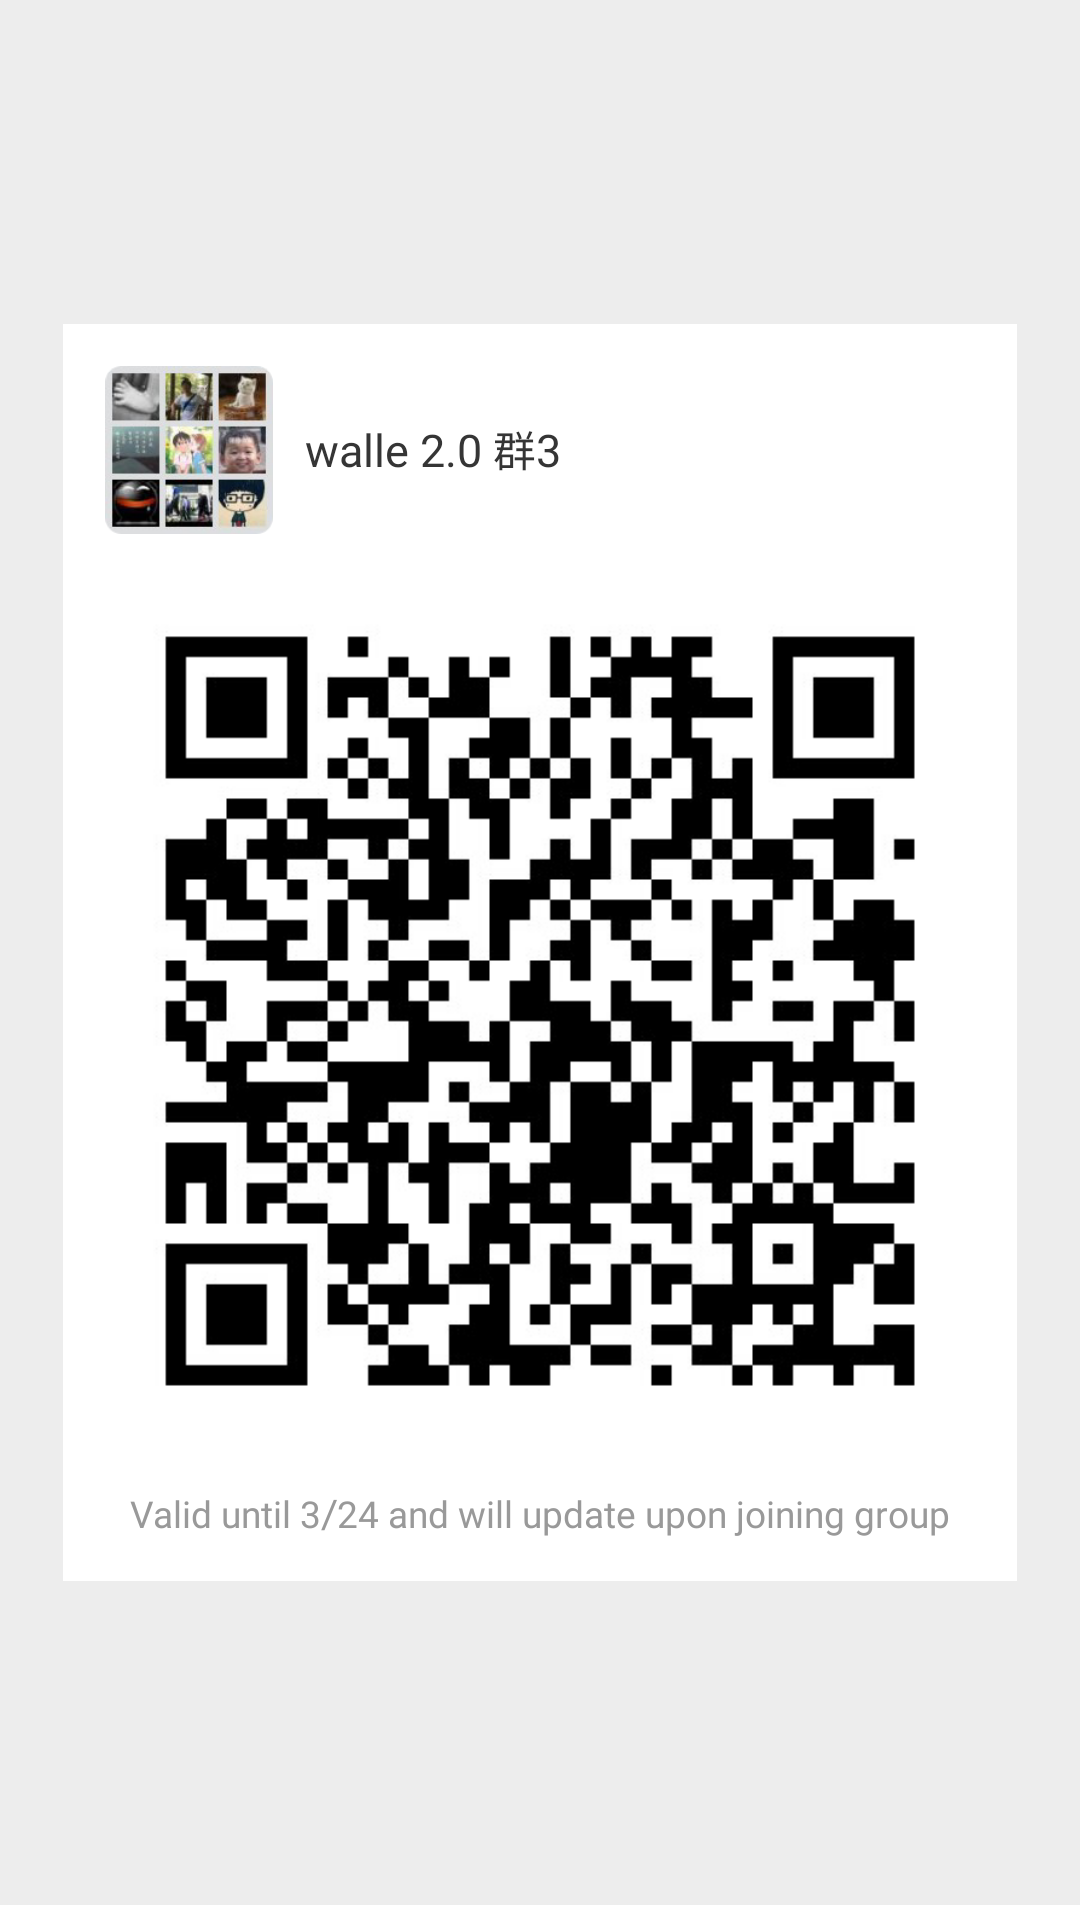 walle 2.0 群3
Valid until 3/24 and will update upon joining group